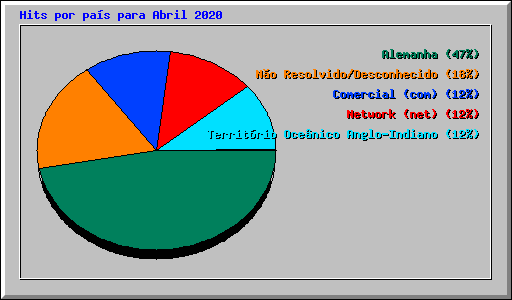 Hits por país para Abril 2020
Alemanha (47%)
Não Resolvido/Desconhecido (18%)
Comercial (com) (12%)
Network (net) (12%)
Território Oceânico Anglo-Indiano (12%)